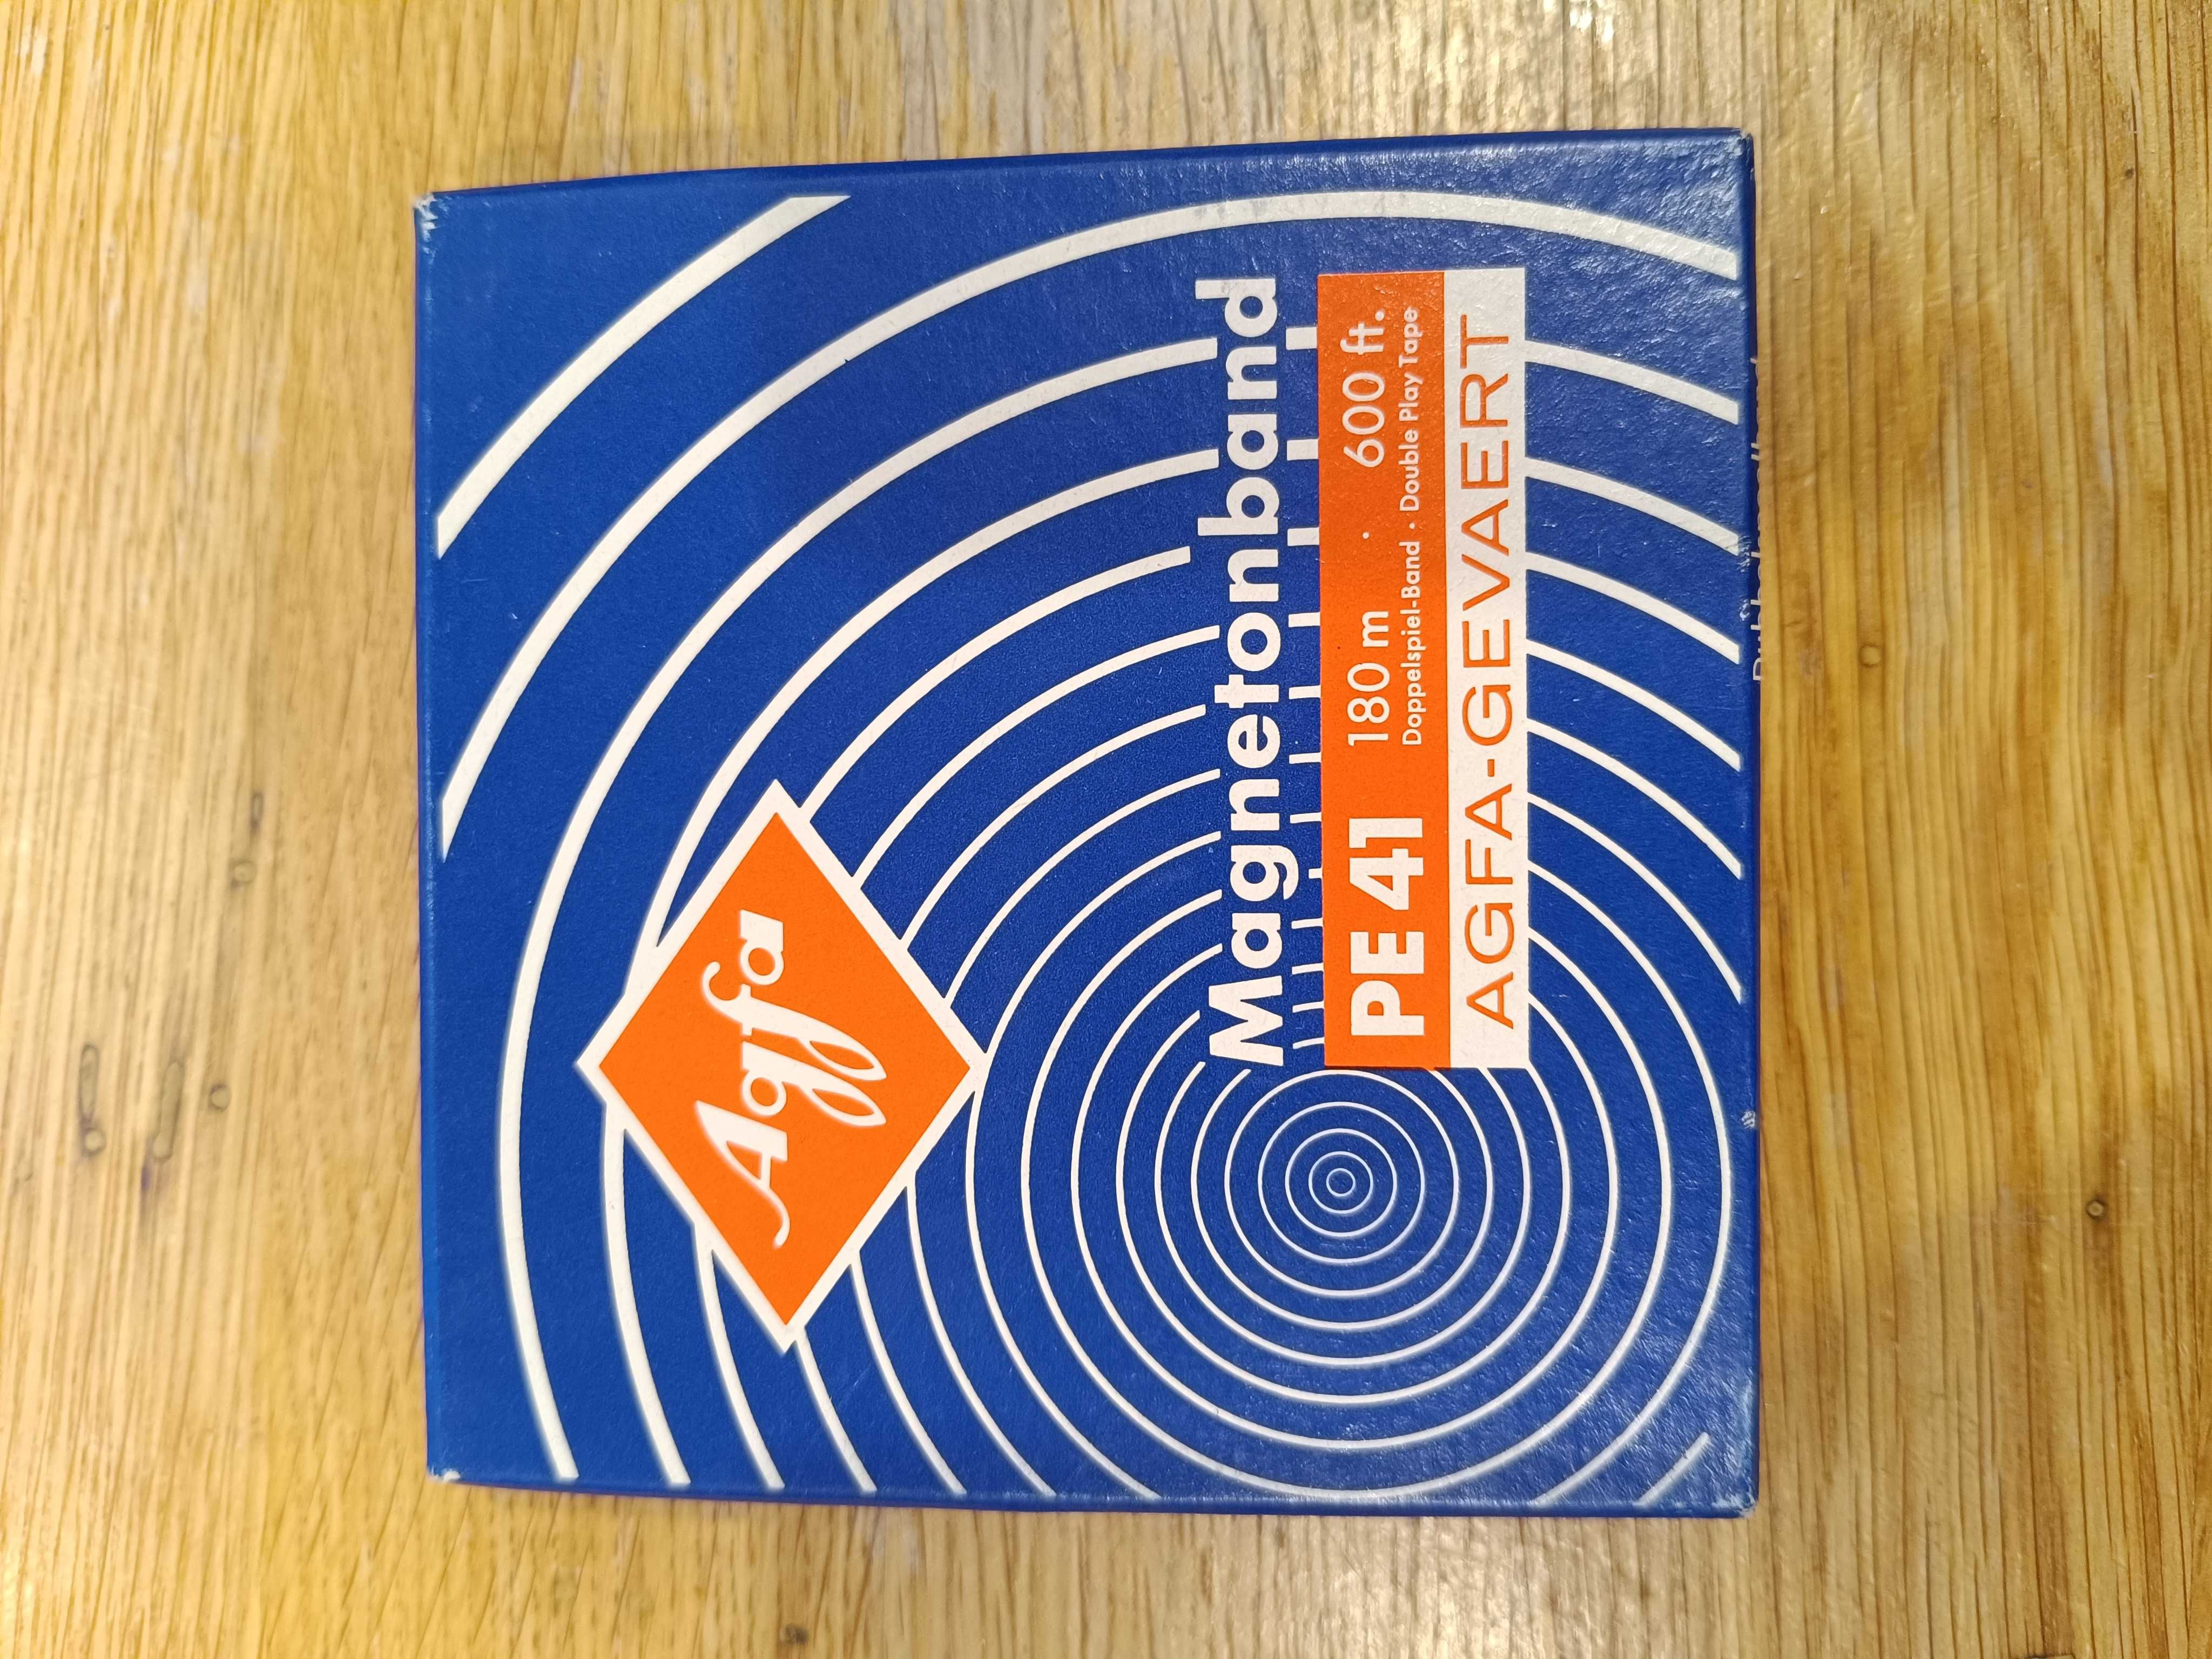 Agfa
Magnetonband
PE 41 180 m · 600 ft.
Doppelspiel-Band · Double Play Tape
AGFA-GEVAERT